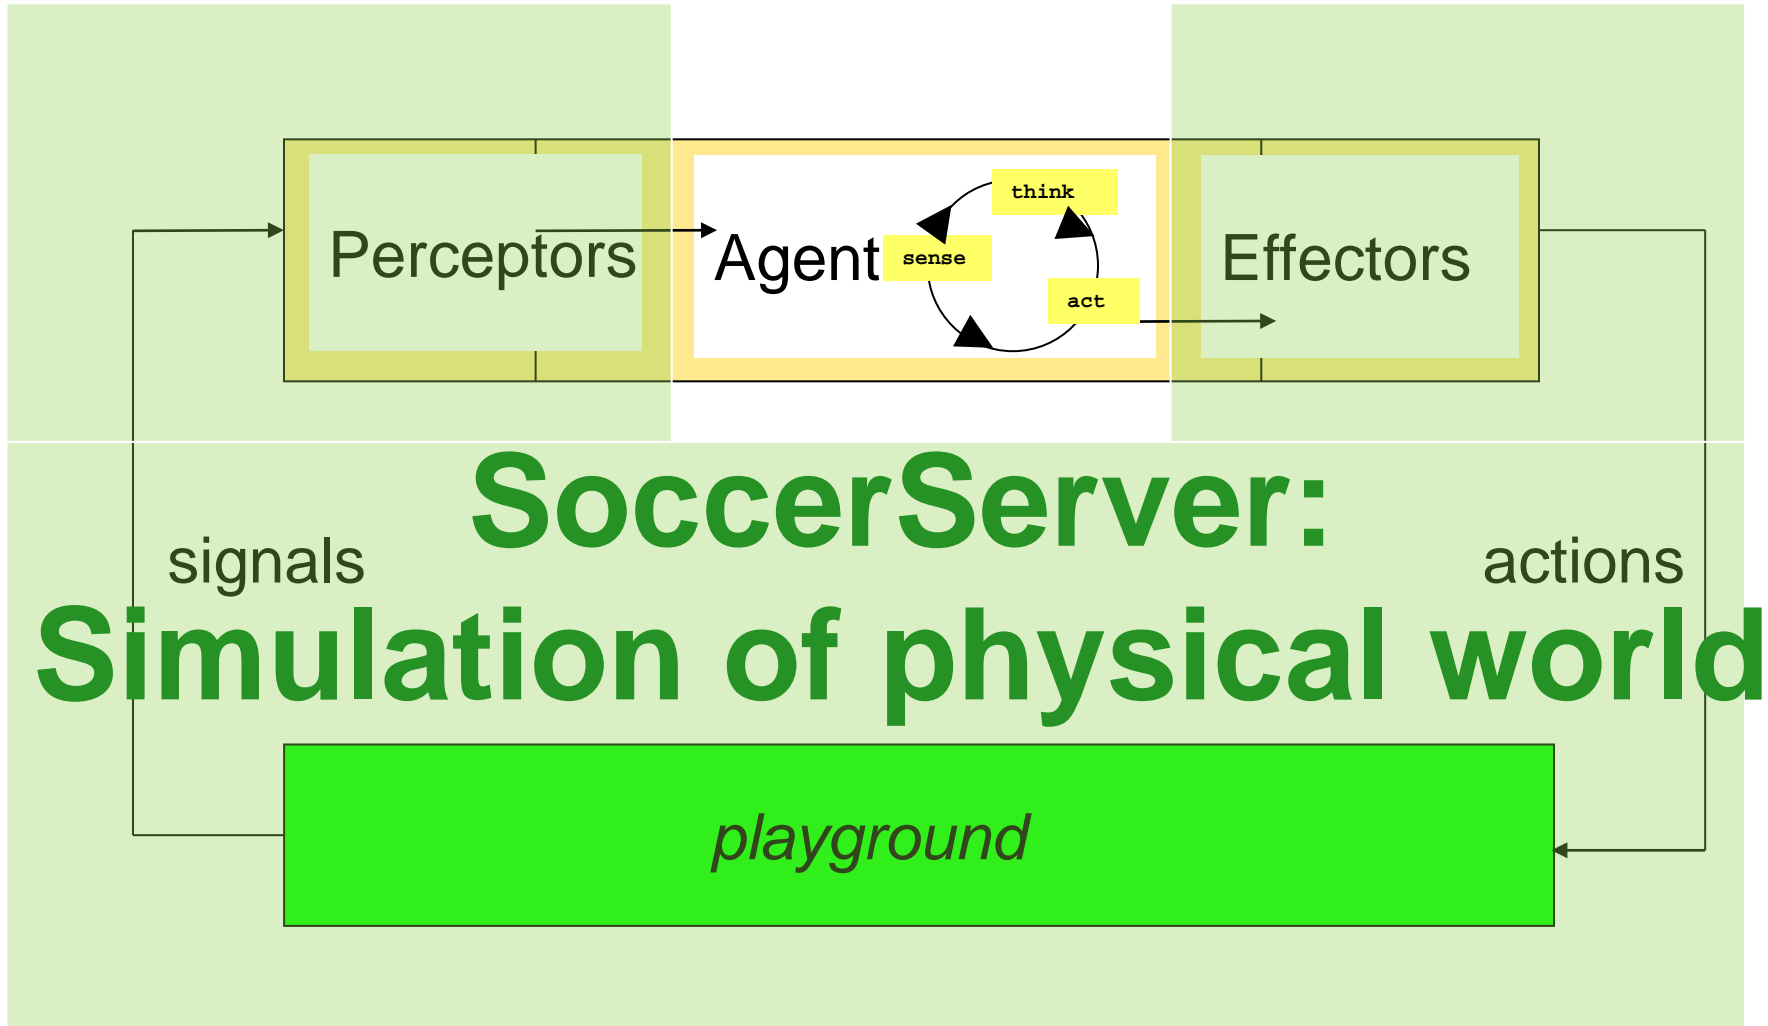 think
Perceptors
Agent
sense
Effectors
act
SoccerServer:
signals
actions
Simulation of physical world
playground